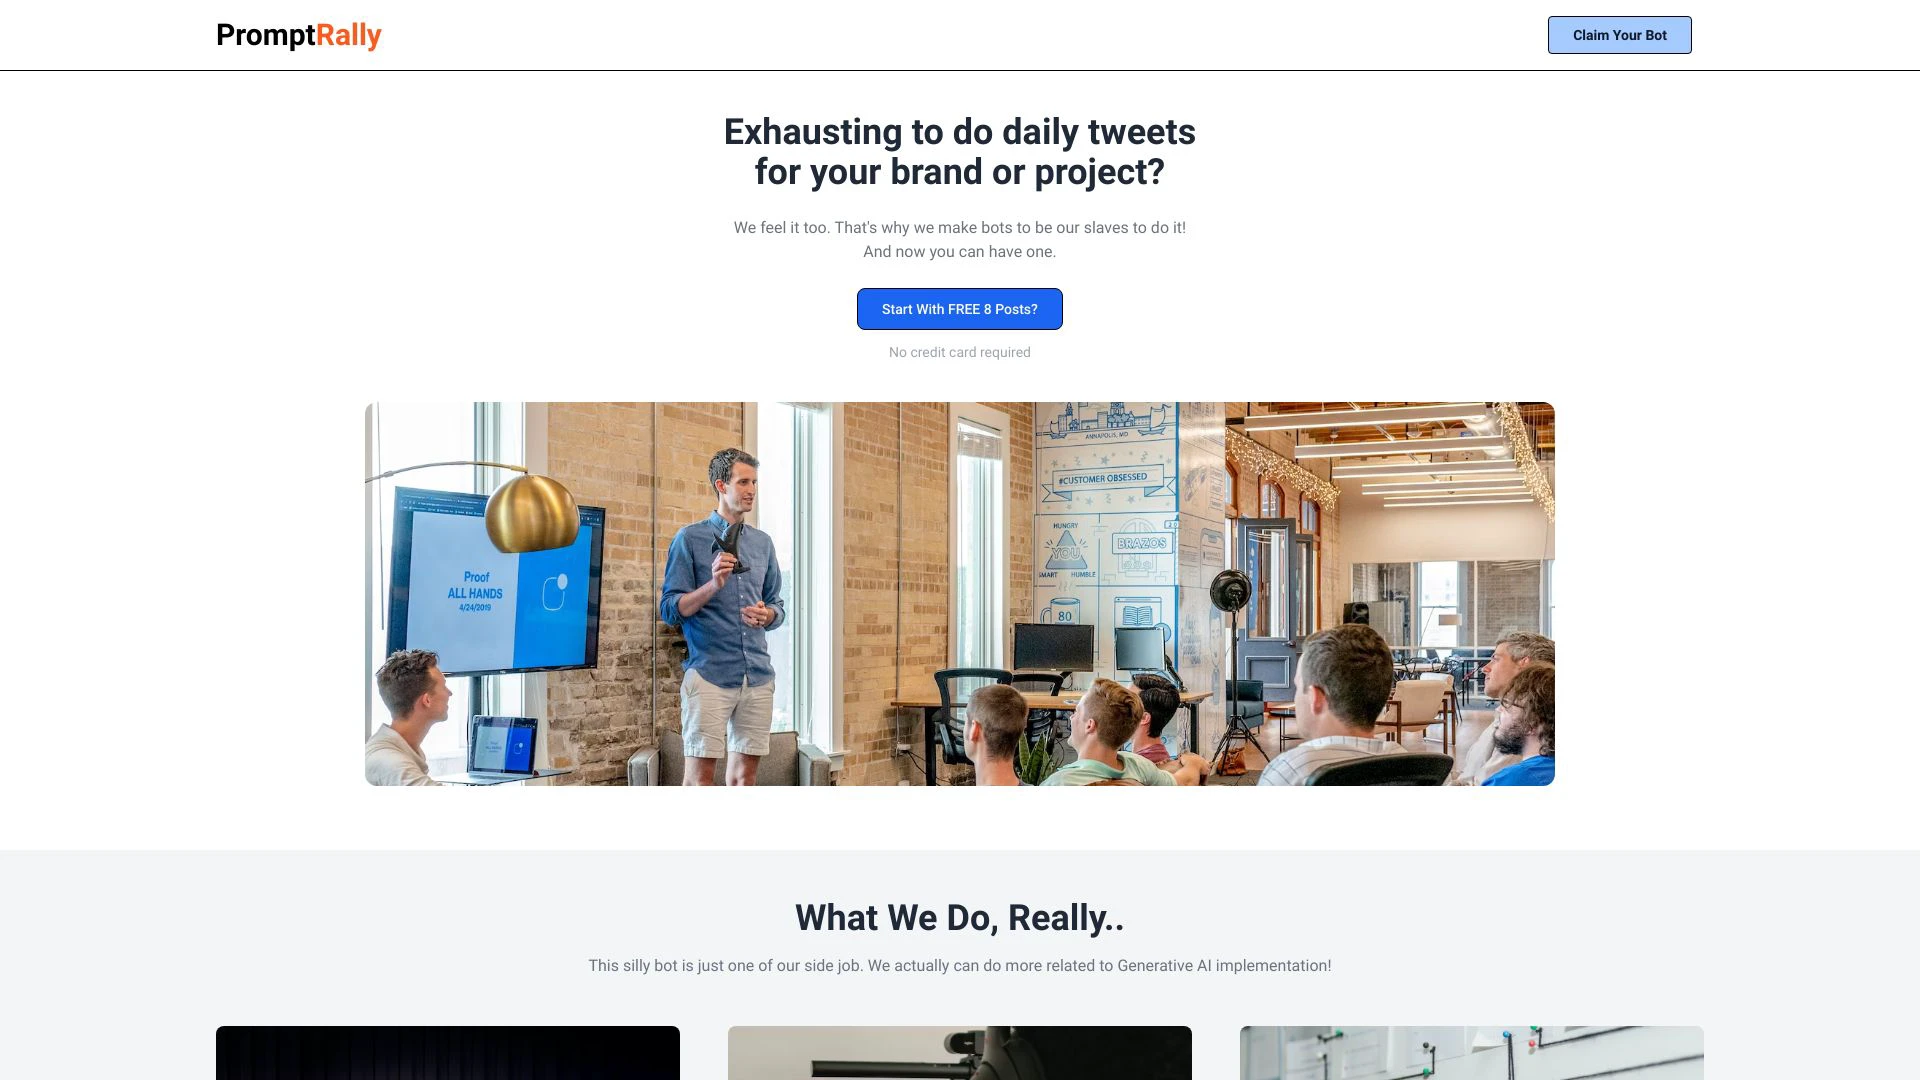 PromptRally
Claim Your Bot
Exhausting to do daily tweets
for your brand or project?
We feel it too. That's why we make bots to be our slaves to do it!
And now you can have one.
Start With FREE 8 Posts?
No credit card required
ANNAPOLIS, MD
#CUSTOMER OBSESSED
HUNGRY
YOU
SMART HUMBLE
BRAZOS
80
Proof
ALL HANDS
4/24/2019
What We Do, Really..
This silly bot is just one of our side job. We actually can do more related to Generative AI implementation!